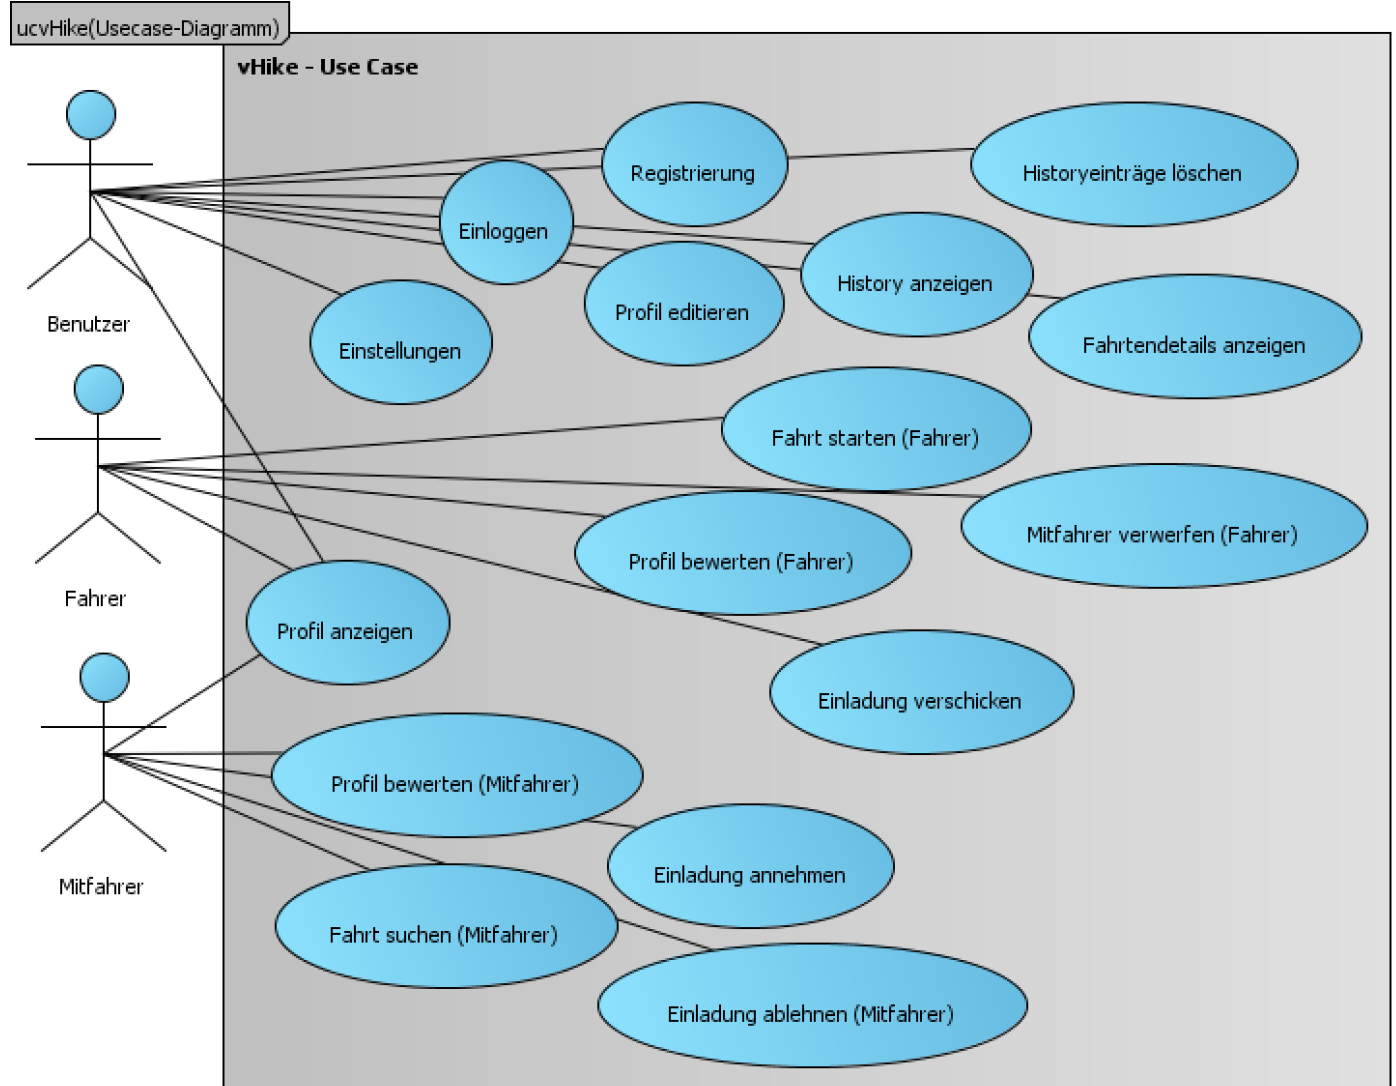 ucvHike(Usecase-Diagramm)
vHike - Use Case
Registrierung
Historyeinträge löschen
Einloggen
History anzeigen
Profil editieren
Benutzer
Einstellungen
Fahrtendetails anzeigen
Fahrt starten (Fahrer)
Mitfahrer verwerfen (Fahrer)
Profil bewerten (Fahrer)
Fahrer
Profil anzeigen
Einladung verschicken
Profil bewerten (Mitfahrer)
Einladung annehmen
Mitfahrer
Fahrt suchen (Mitfahrer)
Einladung ablehnen (Mitfahrer)